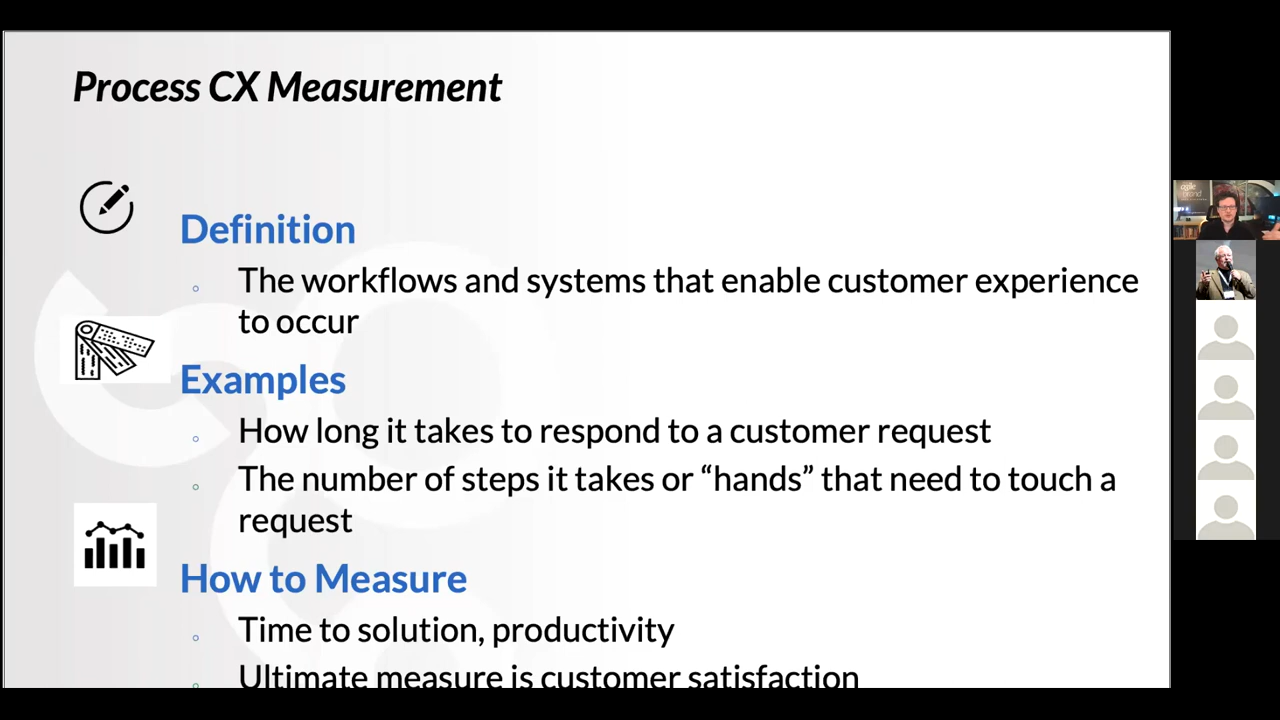 Process CX Measurement
Definition
The workflows and systems that enable customer experience
to occur
Examples
How long it takes to respond to a customer request
The number of steps it takes or “hands” that need to touch a
request
How to Measure
Time to solution, productivity
Ultimate measure is customer satisfaction
agile
brand